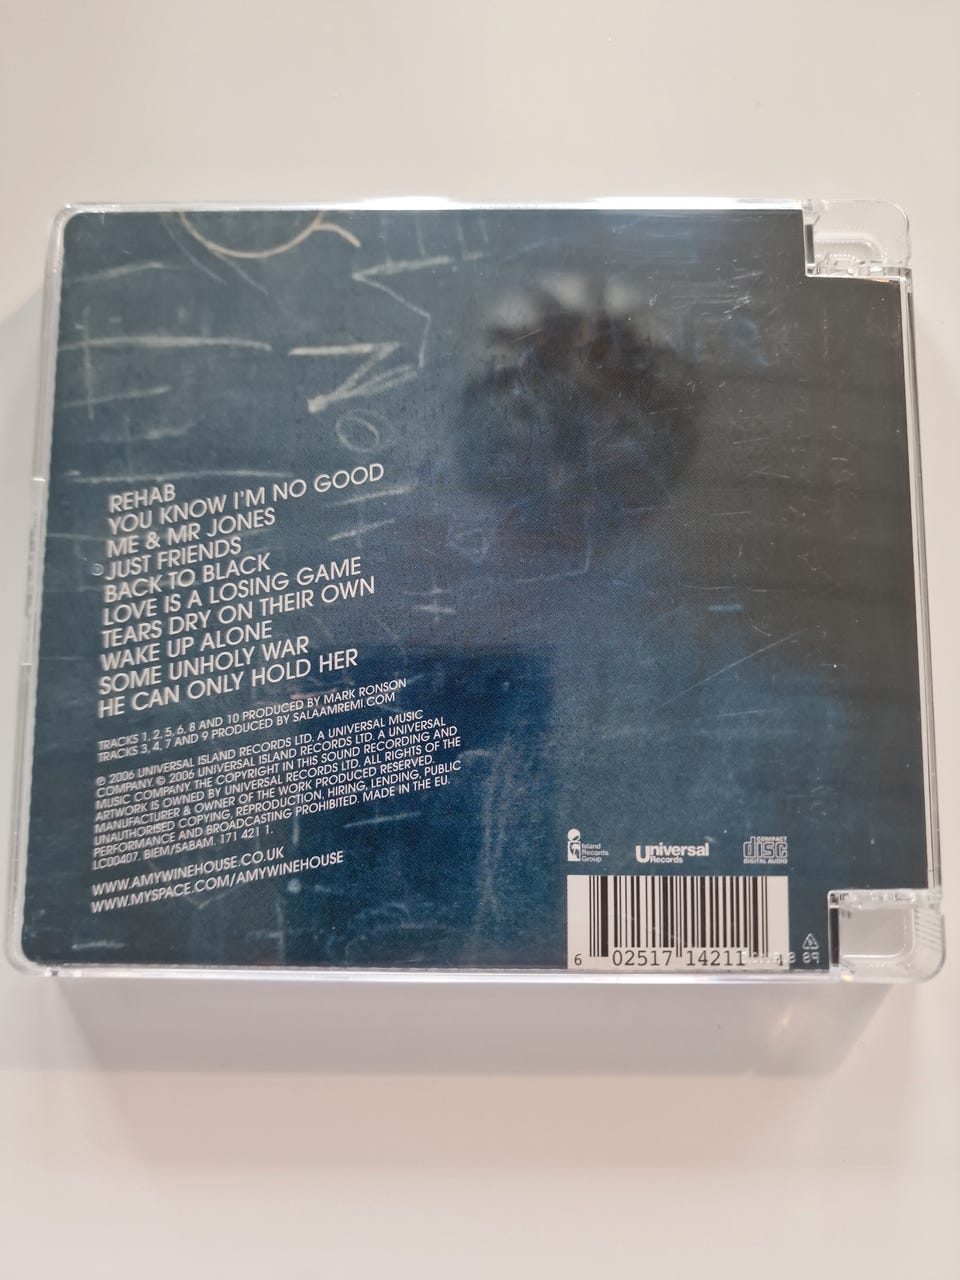 REHAB
YOU KNOW I'M NO GOOD
ME & MR JONES
JUST FRIENDS
BACK TO BLACK
LOVE IS A LOSING GAME
TEARS DRY ON THEIR OWN
WAKE UP ALONE
SOME UNHOLY WAR
HE CAN ONLY HOLD HER
TRACKS 1, 2, 5, 6, 8 AND 10 PRODUCED BY MARK RONSON
TRACKS 3, 4, 7 AND 9 PRODUCED BY SALAAMREMI.COM
℗ 2006 UNIVERSAL ISLAND RECORDS LTD. A UNIVERSAL MUSIC
COMPANY. © 2006 UNIVERSAL ISLAND RECORDS LTD. A UNIVERSAL
MUSIC COMPANY. THE COPYRIGHT IN THIS SOUND RECORDING AND
ARTWORK IS OWNED BY UNIVERSAL RECORDS LTD. ALL RIGHTS OF THE
MANUFACTURER & OWNER OF THE WORK PRODUCED RESERVED.
UNAUTHORISED COPYING, REPRODUCTION, HIRING, LENDING, PUBLIC
PERFORMANCE AND BROADCASTING PROHIBITED. MADE IN THE EU.
LC00407. BIEM/SABAM. 171 421 1.
WWW.AMYWINEHOUSE.CO.UK
WWW.MYSPACE.COM/AMYWINEHOUSE
Island
Records
Group
Universal
Records
COMPACT
disc
DIGITAL AUDIO
6 02517 14211 4
PS